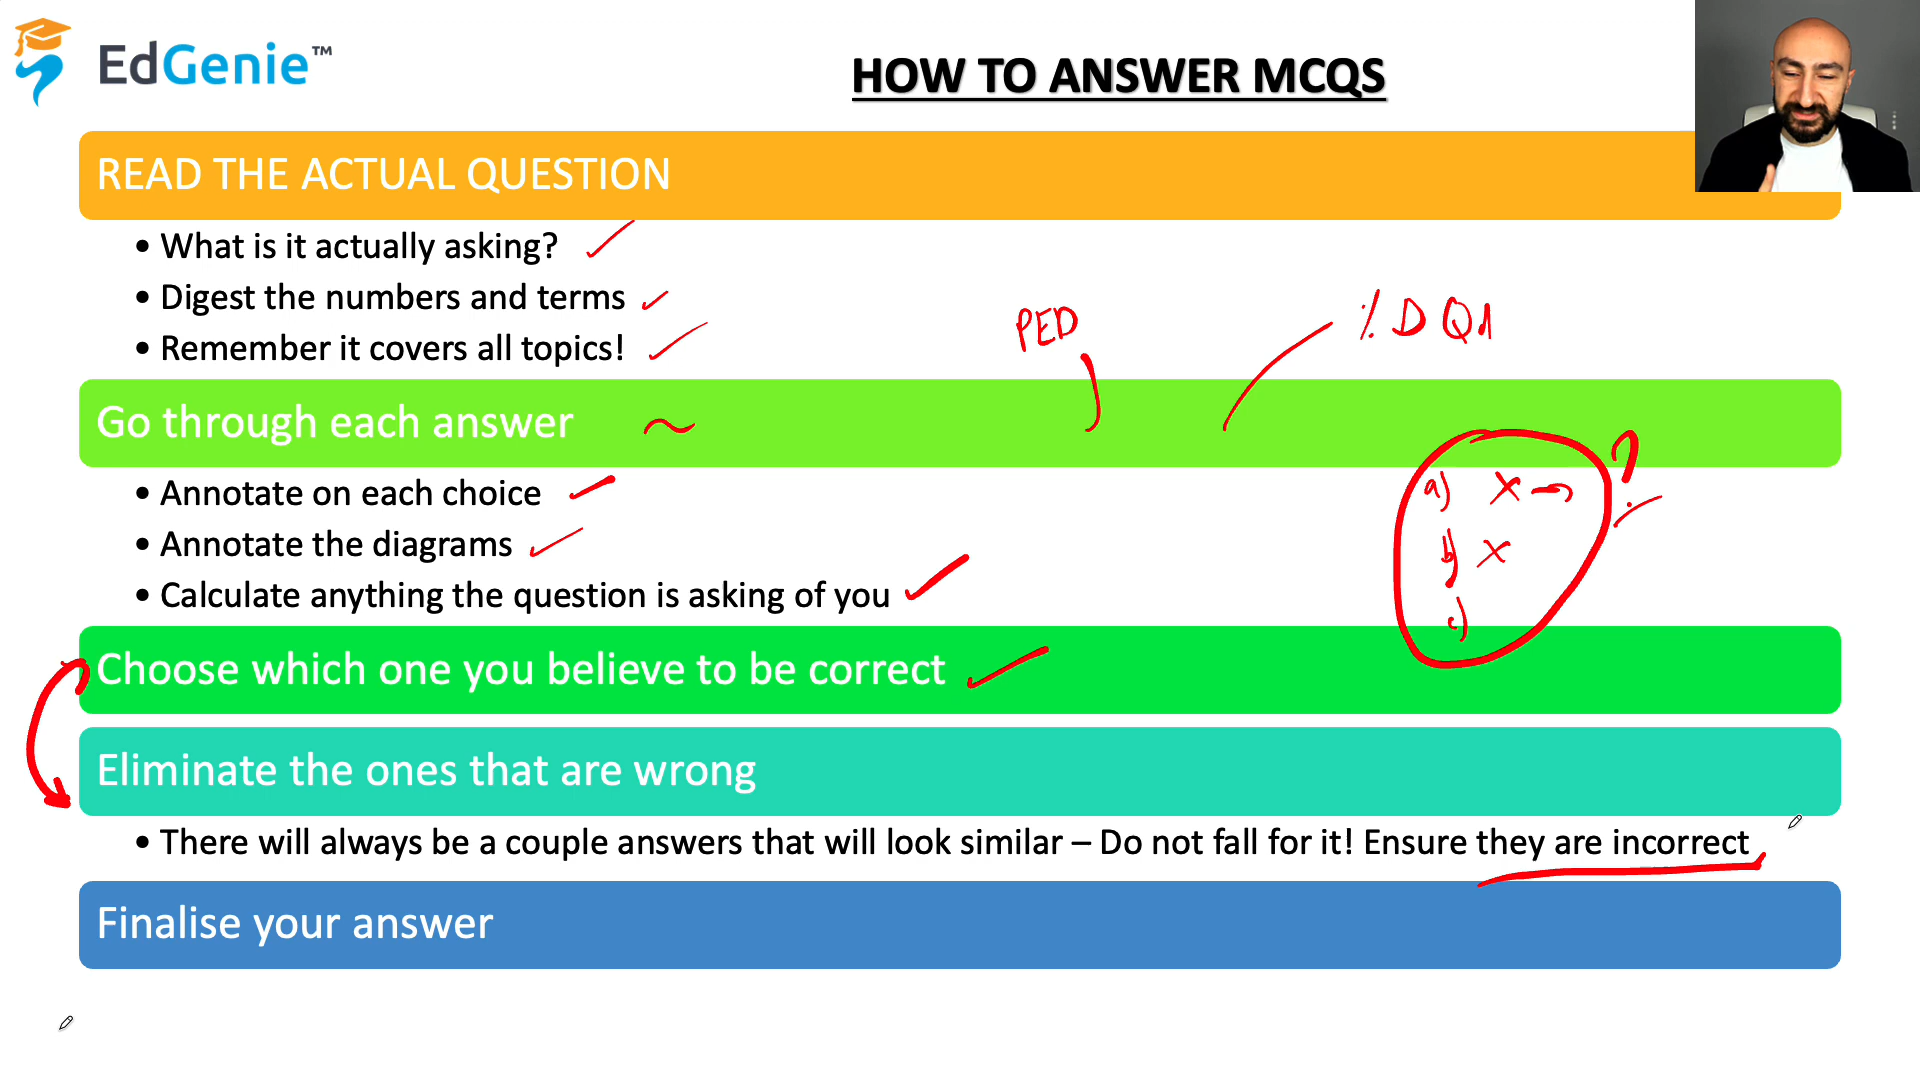 EdGenie™
HOW TO ANSWER MCQS
READ THE ACTUAL QUESTION
• What is it actually asking?
• Digest the numbers and terms
• Remember it covers all topics!
PED
% D Qd
Go through each answer
• Annotate on each choice
• Annotate the diagrams
• Calculate anything the question is asking of you
a) x
?
b) x
c)
Choose which one you believe to be correct
Eliminate the ones that are wrong
• There will always be a couple answers that will look similar – Do not fall for it! Ensure they are incorrect
Finalise your answer